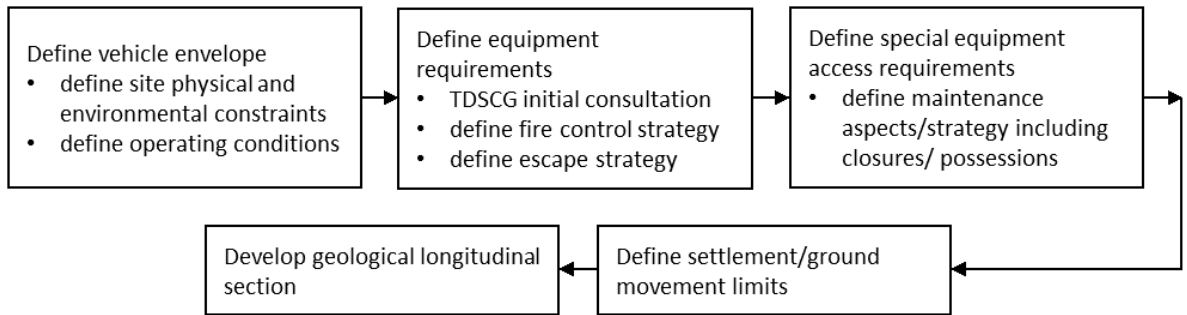 Define vehicle envelope
• define site physical and
environmental constraints
• define operating conditions
Define equipment
requirements
• TDSCG initial consultation
• define fire control strategy
• define escape strategy
Define special equipment
access requirements
• define maintenance
aspects/strategy including
closures/ possessions
Define settlement/ground
movement limits
Develop geological longitudinal
section